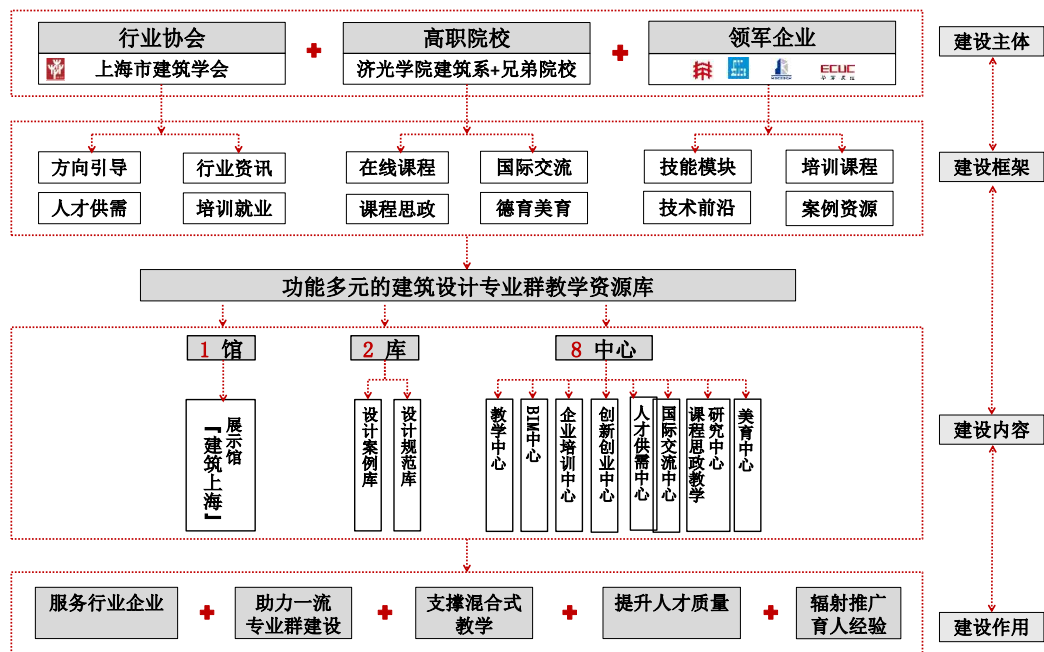 行业协会
上海市建筑学会
高职院校
济光学院建筑系+兄弟院校
领军企业
ECUC
建设主体
方向引导
行业资讯
在线课程
国际交流
技能模块
培训课程
建设框架
人才供需
培训就业
课程思政
德育美育
技术前沿
案例资源
功能多元的建筑设计专业群教学资源库
1 馆
2 库
8 中心
展示馆
『建筑上海』
设计案例库
设计规范库
教学中心
BIM中心
企业培训中心
创新创业中心
人才供需中心
国际交流中心
课程思政教学
研究中心
美育中心
建设内容
服务行业企业
助力一流
专业群建设
支撑混合式
教学
提升人才质量
辐射推广
育人经验
建设作用